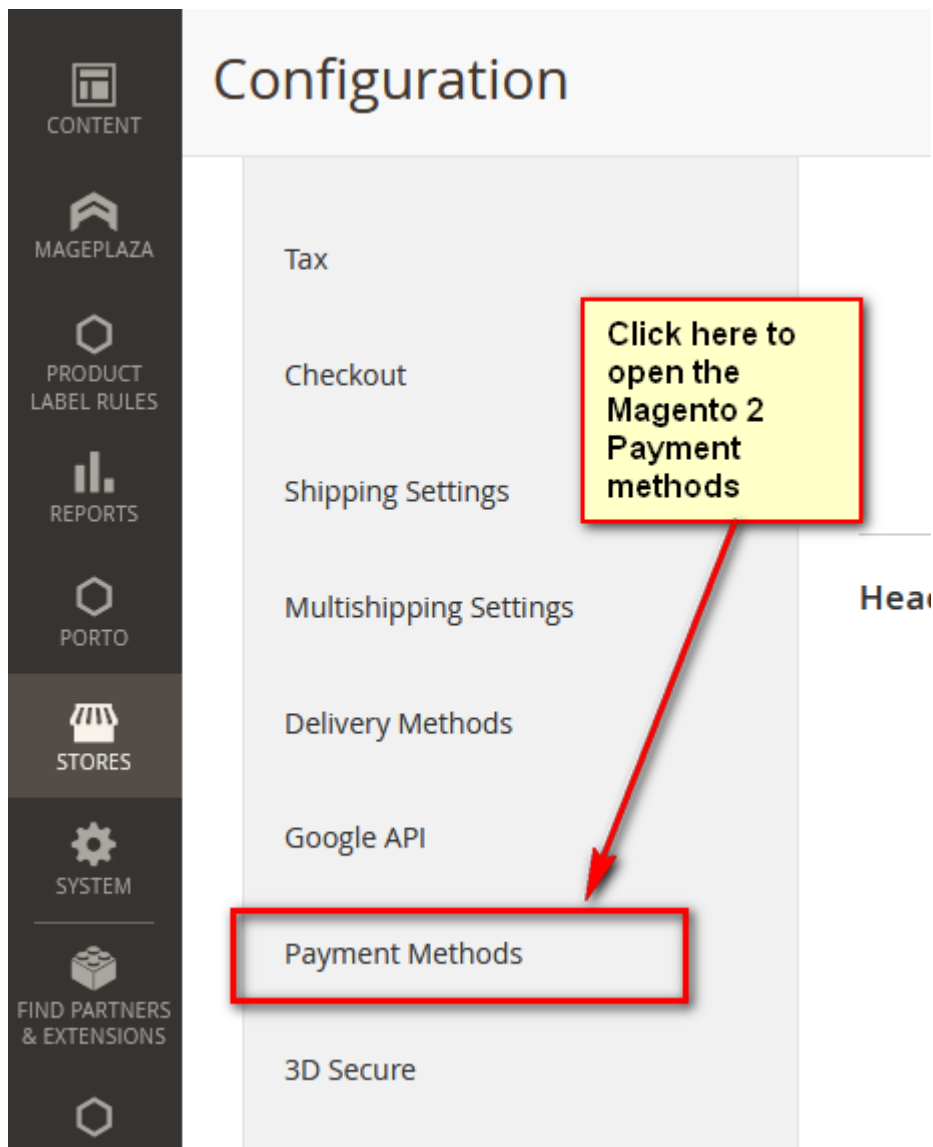 Configuration
CONTENT
MAGEPLAZA
PRODUCT
LABEL RULES
REPORTS
PORTO
STORES
SYSTEM
FIND PARTNERS
& EXTENSIONS
Tax
Checkout
Shipping Settings
Multishipping Settings
Delivery Methods
Google API
Payment Methods
3D Secure
Click here to
open the
Magento 2
Payment
methods